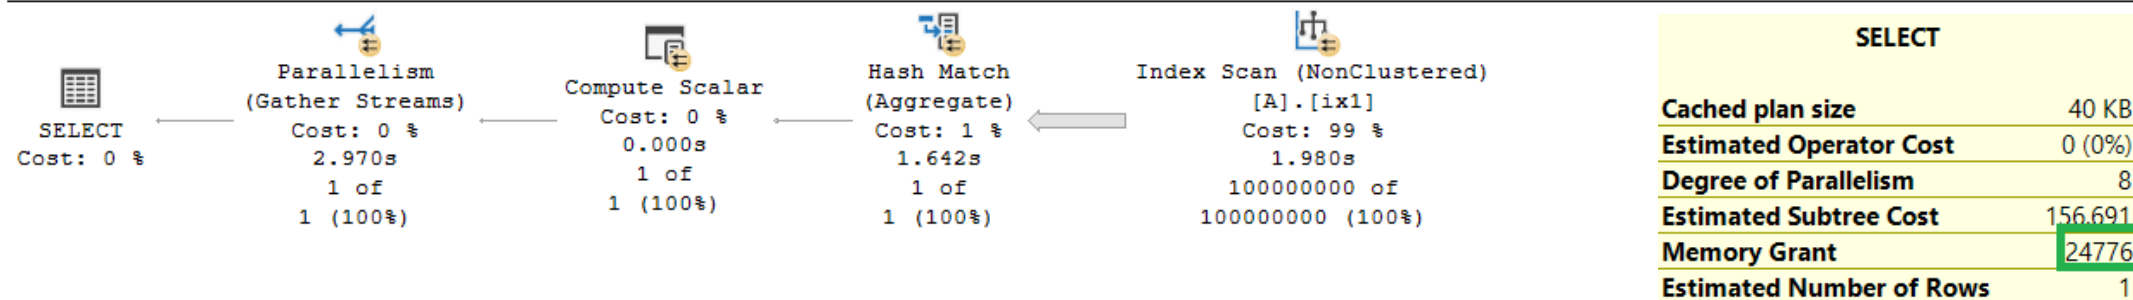 SELECT
Cost: 0 %
Parallelism
(Gather Streams)
Cost: 0 %
2.970s
1 of
1 (100%)
Compute Scalar
Cost: 0 %
0.000s
1 of
1 (100%)
Hash Match
(Aggregate)
Cost: 1 %
1.642s
1 of
1 (100%)
Index Scan (NonClustered)
[A].[ix1]
Cost: 99 %
1.980s
100000000 of
100000000 (100%)
SELECT
Cached plan size 40 KB
Estimated Operator Cost 0 (0%)
Degree of Parallelism 8
Estimated Subtree Cost 156.691
Memory Grant 24776
Estimated Number of Rows 1